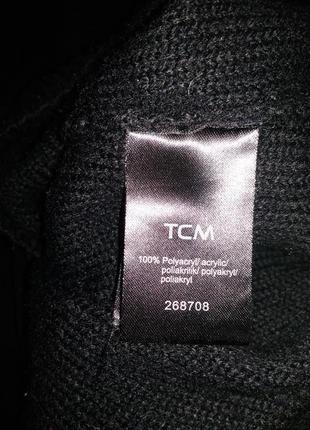 TCM
100% Polyacryl/ acrylic/
poliakrilik/ polyakryl/
poliakryl
268708